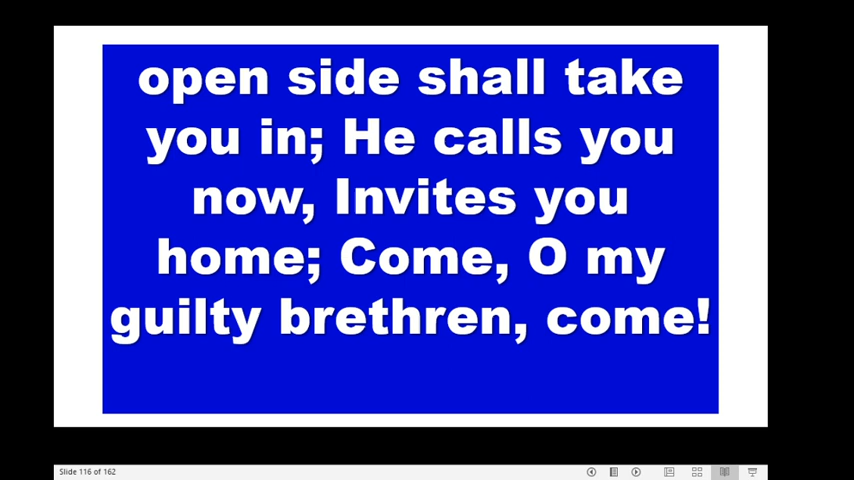 open side shall take
you in; He calls you
now, Invites you
home; Come, O my
guilty brethren, come!
Slide 116 of 162